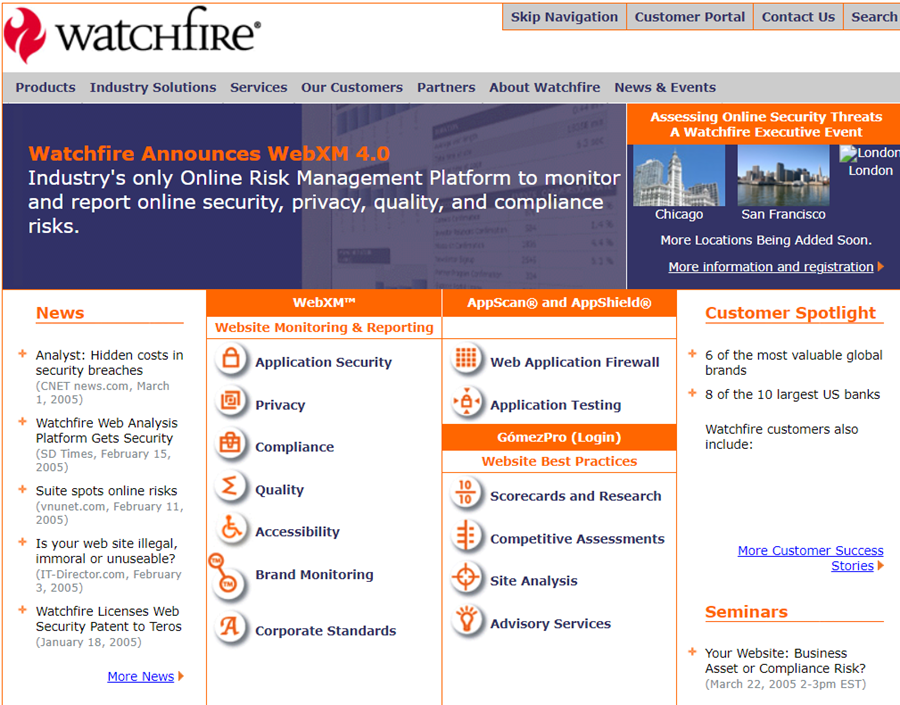 watchfire®
Skip Navigation
Customer Portal
Contact Us
Search
Products
Industry Solutions
Services
Our Customers
Partners
About Watchfire
News & Events
Watchfire Announces WebXM 4.0
Industry's only Online Risk Management Platform to monitor
and report online security, privacy, quality, and compliance
risks.
Assessing Online Security Threats
A Watchfire Executive Event
Chicago
San Francisco
London
London
More Locations Being Added Soon.
More information and registration
News
Analyst: Hidden costs in
security breaches
(CNET news.com, March
1, 2005)
Watchfire Web Analysis
Platform Gets Security
(SD Times, February 15,
2005)
Suite spots online risks
(vnunet.com, February 11,
2005)
Is your web site illegal,
immoral or unuseable?
(IT-Director.com, February
3, 2005)
Watchfire Licenses Web
Security Patent to Teros
(January 18, 2005)
More News
WebXM™
Website Monitoring & Reporting
Application Security
Privacy
Compliance
Σ
Quality
Accessibility
TM
TM
Brand Monitoring
A
Corporate Standards
AppScan® and AppShield®
Web Application Firewall
Application Testing
GómezPro (Login)
Website Best Practices
10
10
Scorecards and Research
Competitive Assessments
Site Analysis
Advisory Services
Customer Spotlight
6 of the most valuable global
brands
8 of the 10 largest US banks
Watchfire customers also
include:
More Customer Success
Stories
Seminars
Your Website: Business
Asset or Compliance Risk?
(March 22, 2005 2-3pm EST)